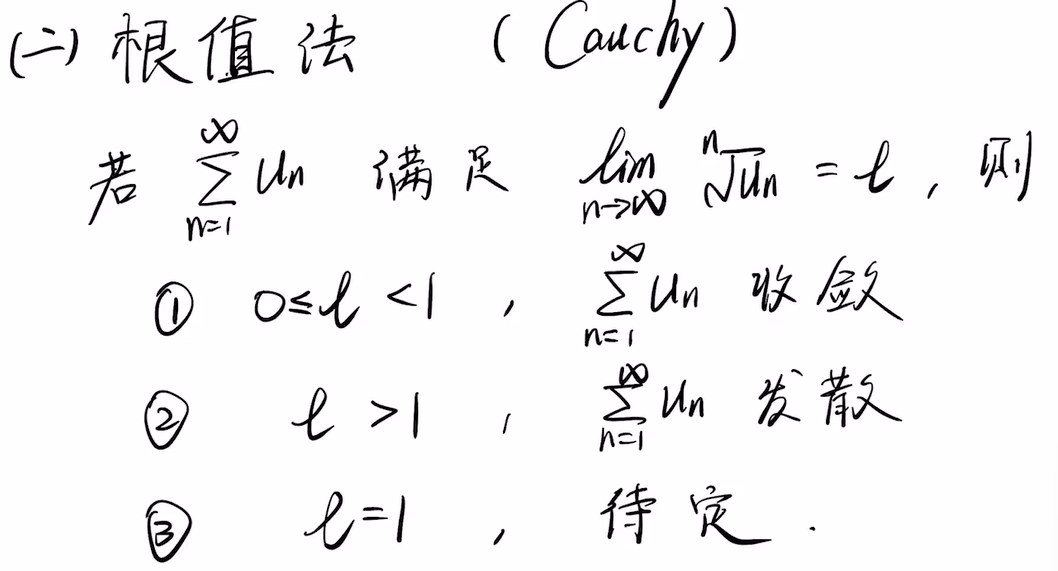 (二) 根值法 (Cauchy)
若 $\sum_{n=1}^{\infty} u_n$ 满足 $\lim_{n \to \infty} \sqrt[n]{u_n} = l$ , 则
① $0 \leq l < 1$ , $\sum_{n=1}^{\infty} u_n$ 收敛
② $l > 1$ , $\sum_{n=1}^{\infty} u_n$ 发散
③ $l = 1$ , 待定 .